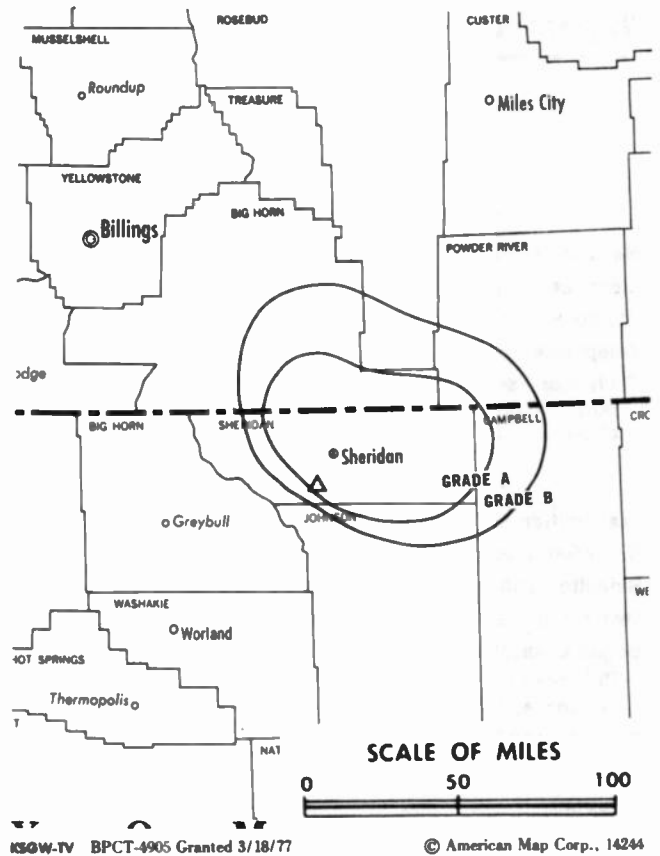 ROSEBUD
CUSTER
MUSSELSHELL
Roundup
TREASURE
Miles City
YELLOWSTONE
BIG HORN
Billings
POWDER RIVER
odge
BIG HORN
SHERIDAN
CAMPBELL
CRO
Sheridan
GRADE A
GRADE B
JOHNSON
Greybull
WE
WASHAKIE
Worland
HOT SPRINGS
Thermopolis
T
NAT
SCALE OF MILES
0 50 100
KSGW-TV BPCT-4905 Granted 3/18/77 © American Map Corp., 14244